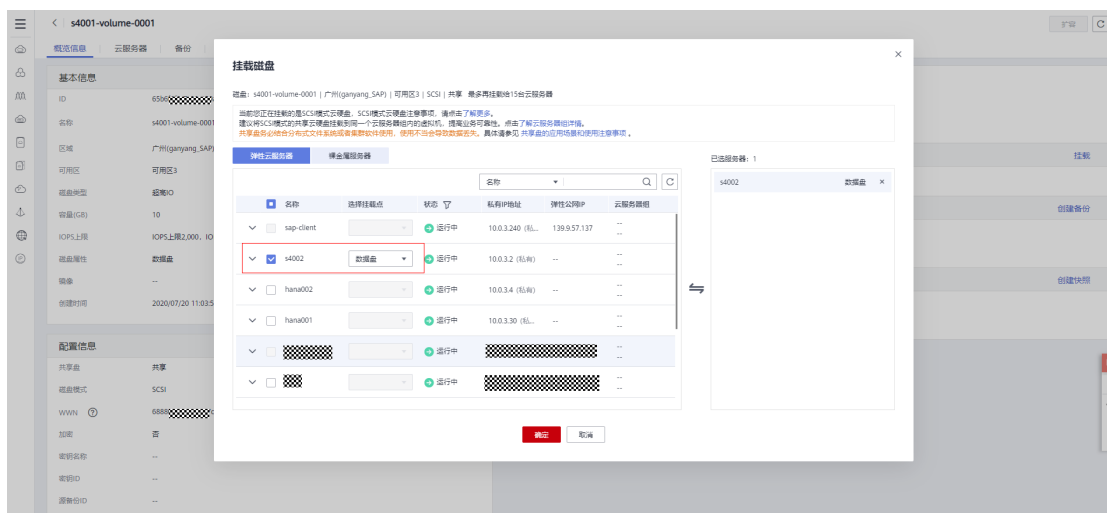 s4001-volume-0001
扩容
概览信息 云服务器 备份
基本信息
ID 65b6f
名称 s4001-volume-0001
区域 广州(ganyang_SAP)
可用区 可用区3
磁盘类型 超高IO
容量(GB) 10
IOPS上限 IOPS上限2,000, IO
磁盘属性 数据盘
镜像 --
创建时间 2020/07/20 11:03:5
配置信息
共享盘 共享
磁盘模式 SCSI
WWN 6888
加密 否
密钥名称 --
密钥ID --
源备份ID --
挂载磁盘
磁盘: s4001-volume-0001 | 广州(ganyang_SAP) | 可用区3 | SCSI | 共享 最多再挂载给15台云服务器
当前您正在挂载的是SCSI模式云硬盘, SCSI模式云硬盘注意事项, 请点击了解更多。
建议将SCSI模式的共享云硬盘挂载到同一个云服务器组内的虚拟机, 提高业务可靠性。点击了解云服务器组详情。
共享盘务必结合分布式文件系统或者集群软件使用, 使用不当会导致数据丢失。具体请参见 共享盘的应用场景和使用注意事项 。
弹性云服务器 裸金属服务器
名称
名称 选择挂载点 状态 私有IP地址 弹性公网IP 云服务器组
sap-client 运行中 10.0.3.240 (私... 139.9.57.137 -- --
s4002 数据盘 运行中 10.0.3.2 (私有) -- -- --
hana002 运行中 10.0.3.4 (私有) -- -- --
hana001 运行中 10.0.3.30 (私... -- -- --
运行中 -- --
运行中 -- --
已选服务器: 1
s4002 数据盘
确定 取消
挂载
创建备份
创建快照